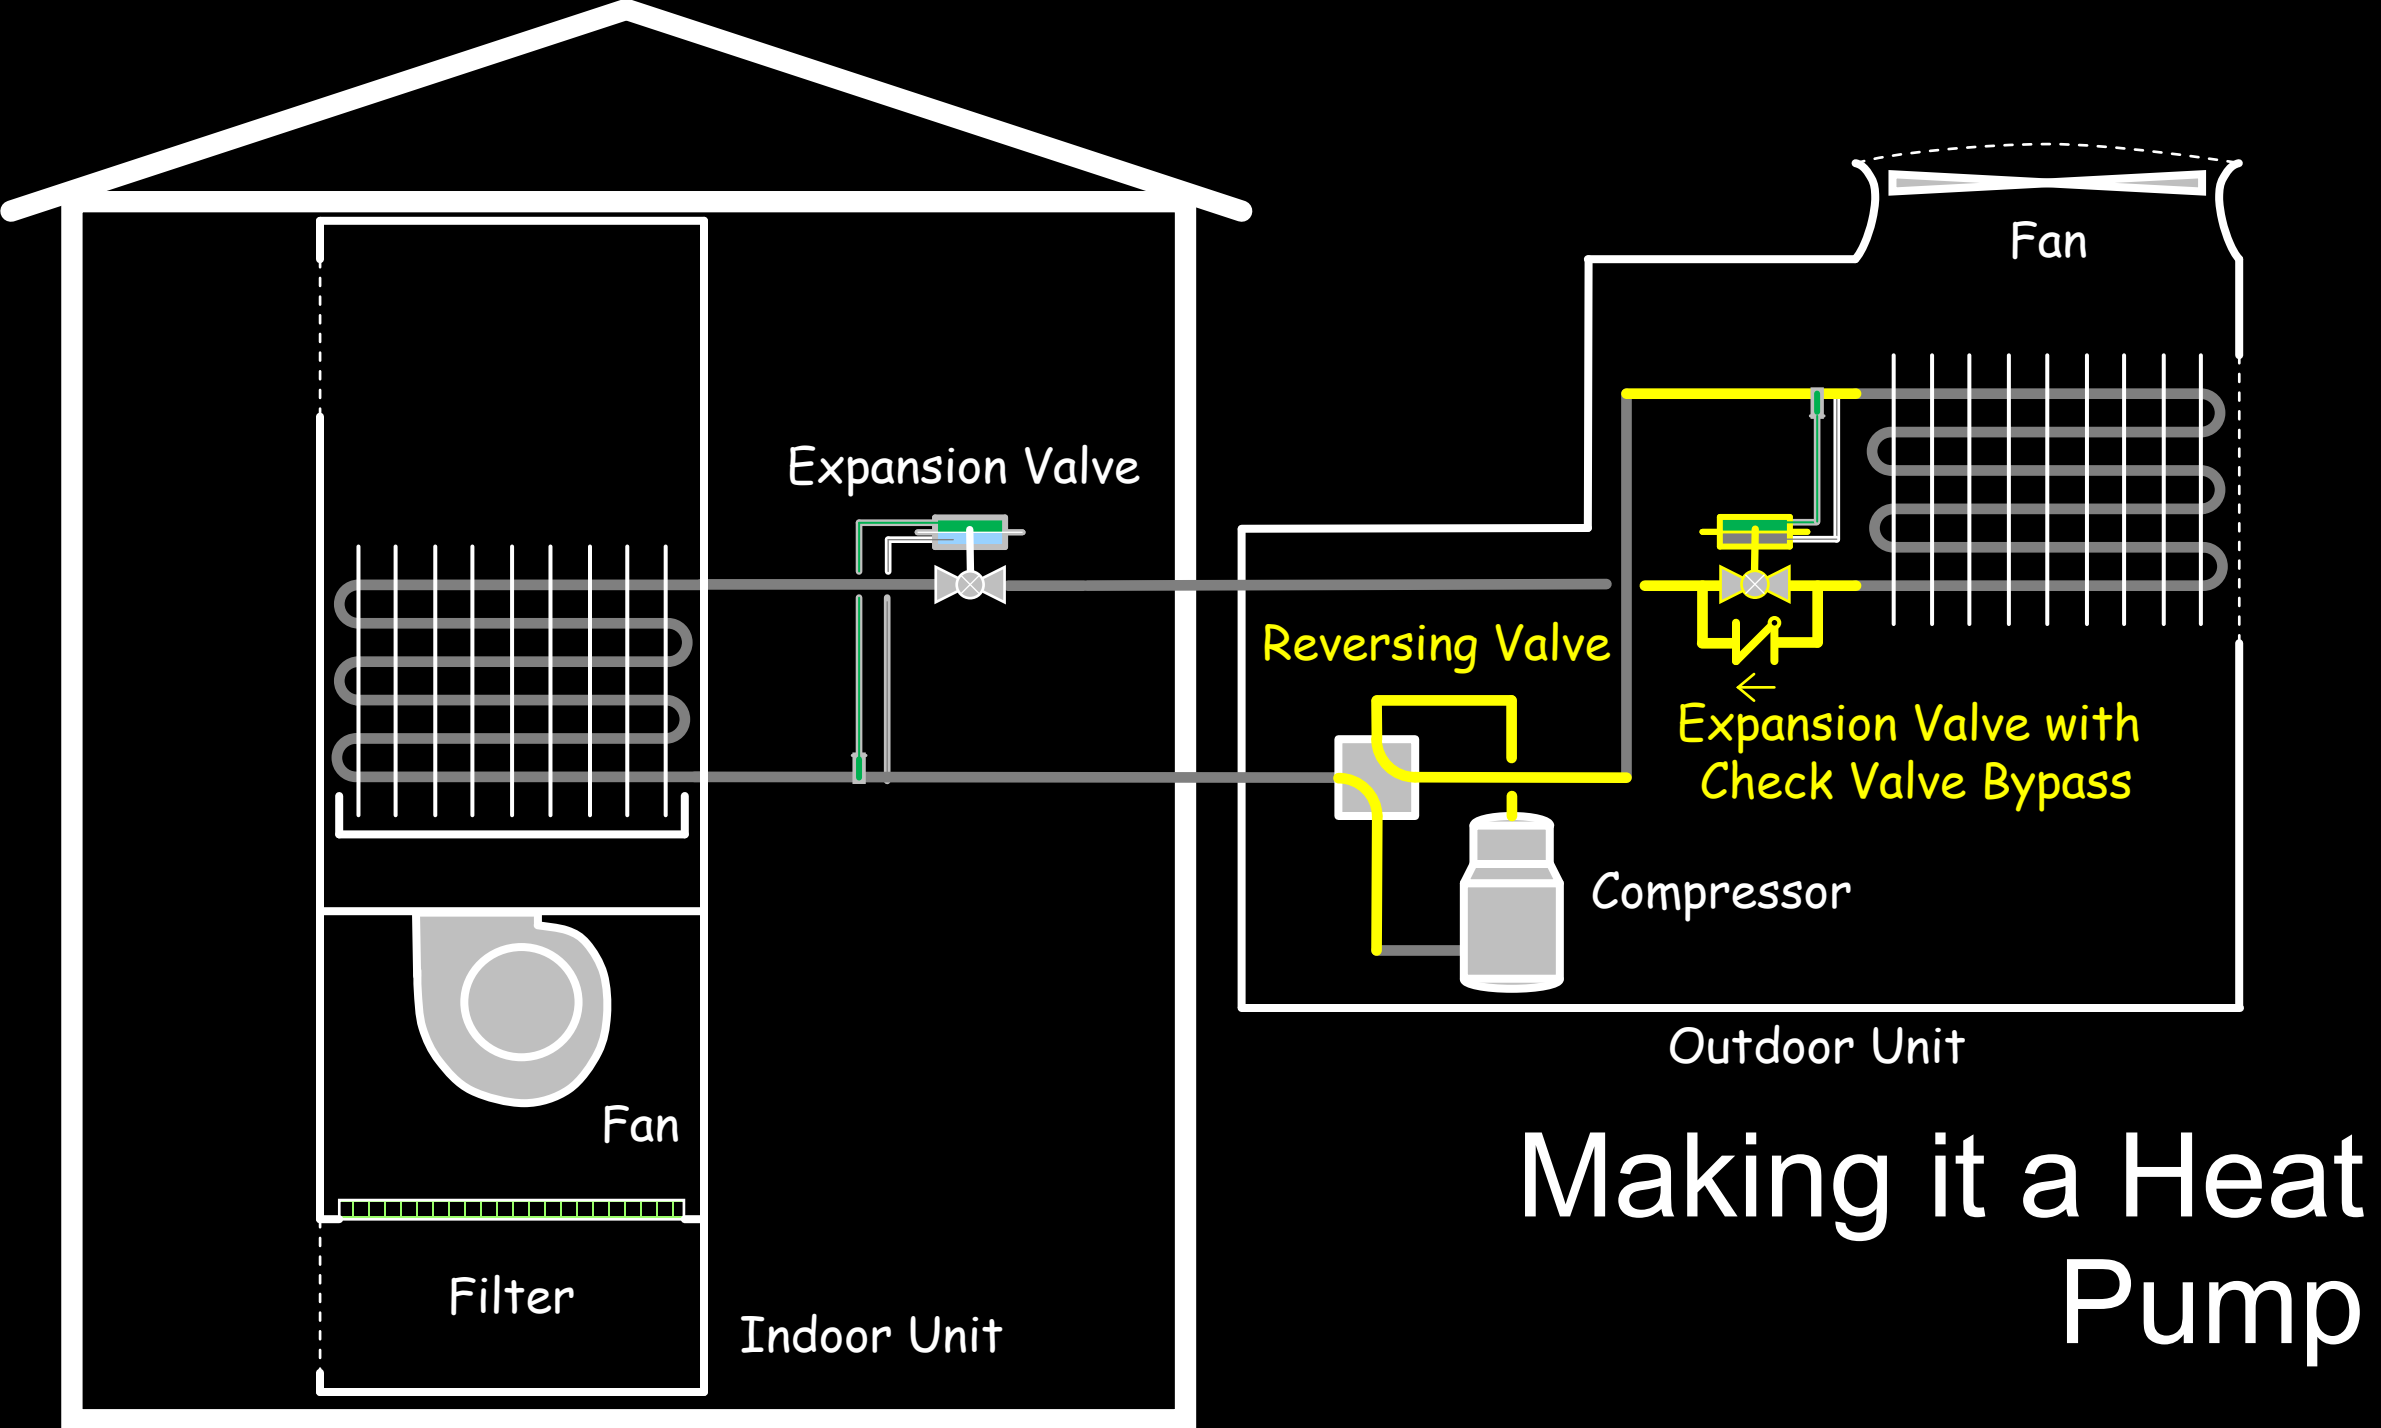 Fan
Expansion Valve
Reversing Valve
Expansion Valve with
Check Valve Bypass
Compressor
Outdoor Unit
Fan
Filter
Indoor Unit
Making it a Heat
Pump